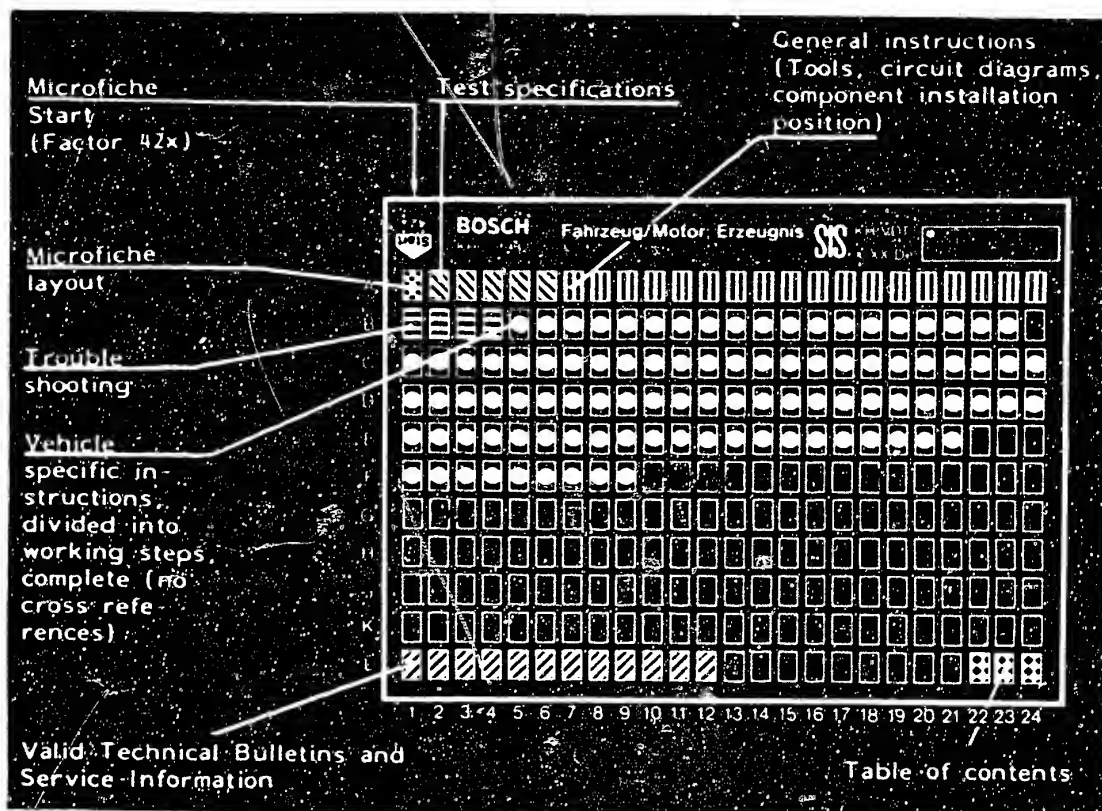 General instructions
(Tools, circuit diagrams,
component installation
position)
Microfiche
Start
(Factor 42x)
Test specifications
BOSCH Fahrzeug/Motor Erzeugnis SIS
Start
Microfiche
layout
Trouble
shooting
Vehicle
specific in-
structions,
divided into
working steps,
complete (no
cross refe-
rences)
K
L
1 2 3 4 5 6 7 8 9 10 11 12 13 14 15 16 17 18 19 20 21 22 23 24
Valid Technical Bulletins and
Service Information
Table of contents